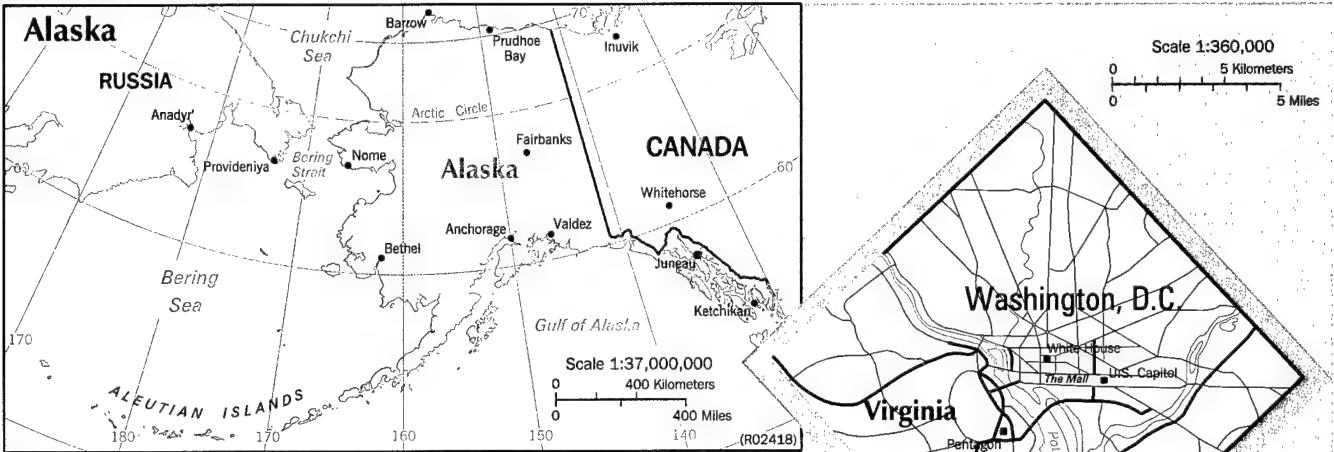 Alaska
Barrow
70
Chukchi
Sea
Prudhoe
Bay
Inuvik
RUSSIA
Arctic Circle
Anadyr'
Fairbanks
CANADA
Provideniya
Bering
Strait
Nome
Alaska
60
60
Whitehorse
Anchorage
Valdez
Bethel
Juneau
Bering
Sea
Ketchikan
Gulf of Alaska
170
Scale 1:37,000,000
0 400 Kilometers
0 400 Miles
ALEUTIAN ISLANDS
180
170
160
150
140
(R02418)
Scale 1:360,000
0 5 Kilometers
0 5 Miles
Washington, D.C.
White House
The Mall
U.S. Capitol
Virginia
Pentagon